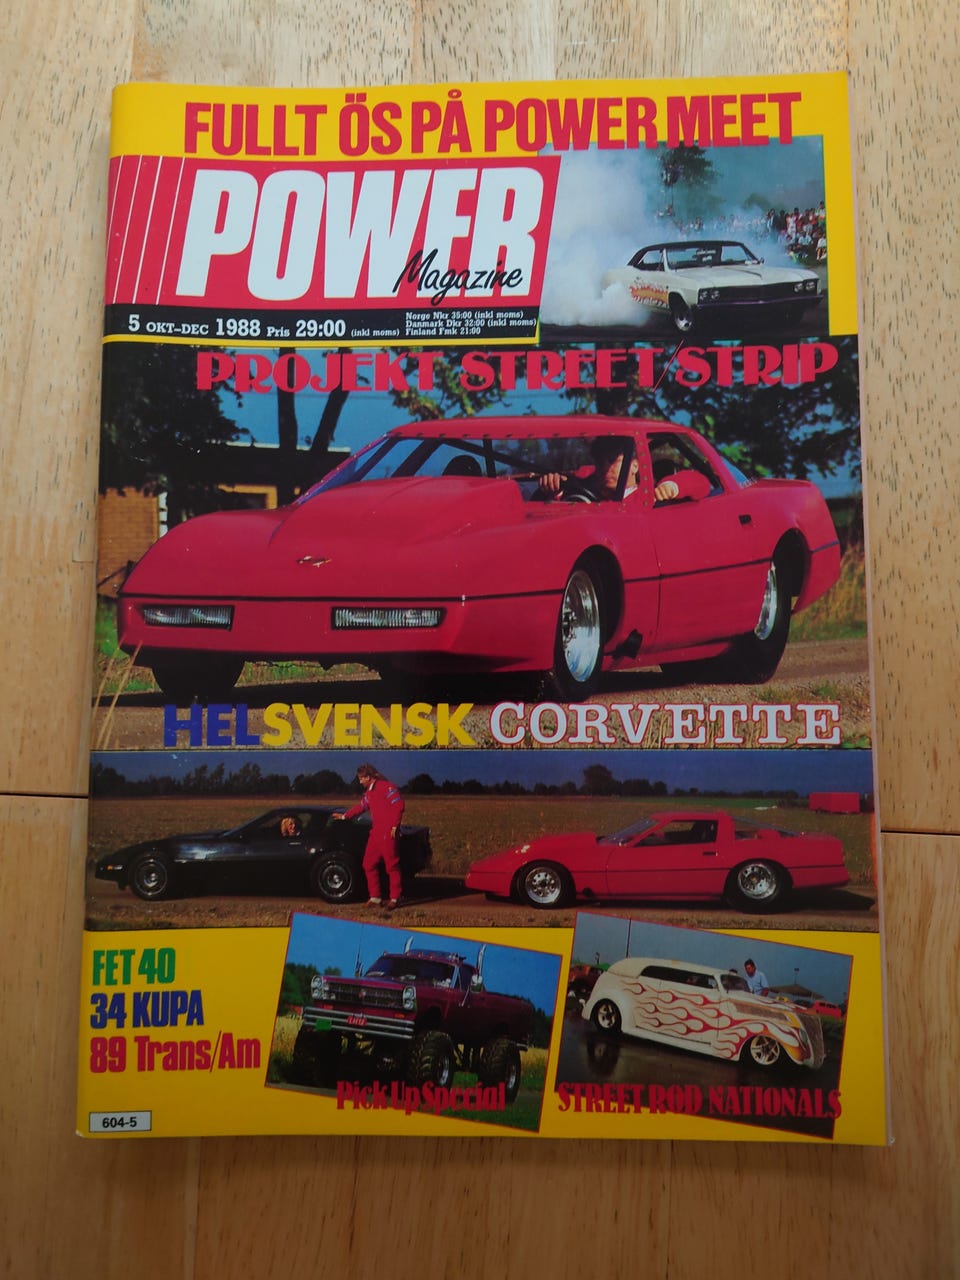 FULLT ÖS PÅ POWER MEET
POWER
Magazine
5 OKT–DEC 1988 Pris 29:00 (inkl moms)
Norge Nkr 35:00 (inkl moms)
Danmark Dkr 32:00 (inkl moms)
Finland Fmk 21:00
PROJEKT STREET/STRIP
HELSVENSK CORVETTE
FET 40
34 KUPA
89 Trans/Am
Pick Up Special
STREET ROD NATIONALS
604-5